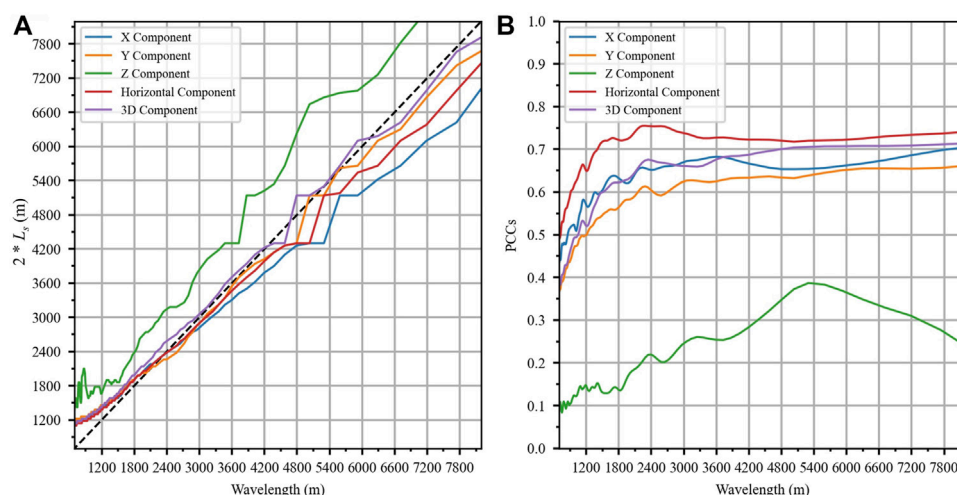 A
X Component
Y Component
Z Component
Horizontal Component
3D Component
7800
7200
6600
6000
5400
4800
4200
3600
3000
2400
1800
1200
2 * Ls (m)
1200 1800 2400 3000 3600 4200 4800 5400 6000 6600 7200 7800
Wavelength (m)
B
X Component
Y Component
Z Component
Horizontal Component
3D Component
1.0
0.9
0.8
0.7
0.6
0.5
0.4
0.3
0.2
0.1
0.0
PCCs
1200 1800 2400 3000 3600 4200 4800 5400 6000 6600 7200 7800
Wavelength (m)